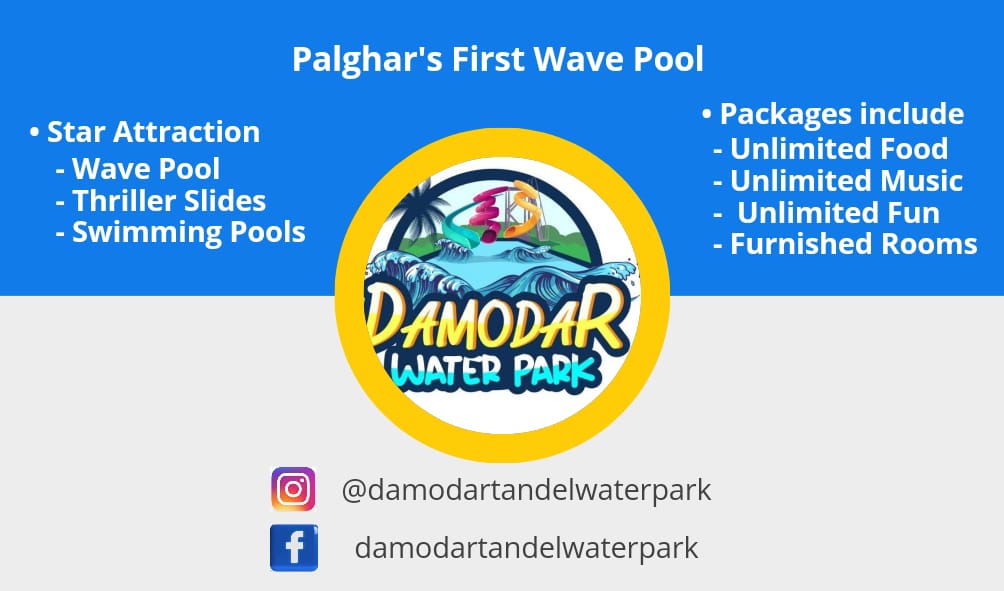 Palghar's First Wave Pool
• Star Attraction
- Wave Pool
- Thriller Slides
- Swimming Pools
• Packages include
- Unlimited Food
- Unlimited Music
- Unlimited Fun
- Furnished Rooms
DAMODAR
WATER PARK
@damodartandelwaterpark
damodartandelwaterpark